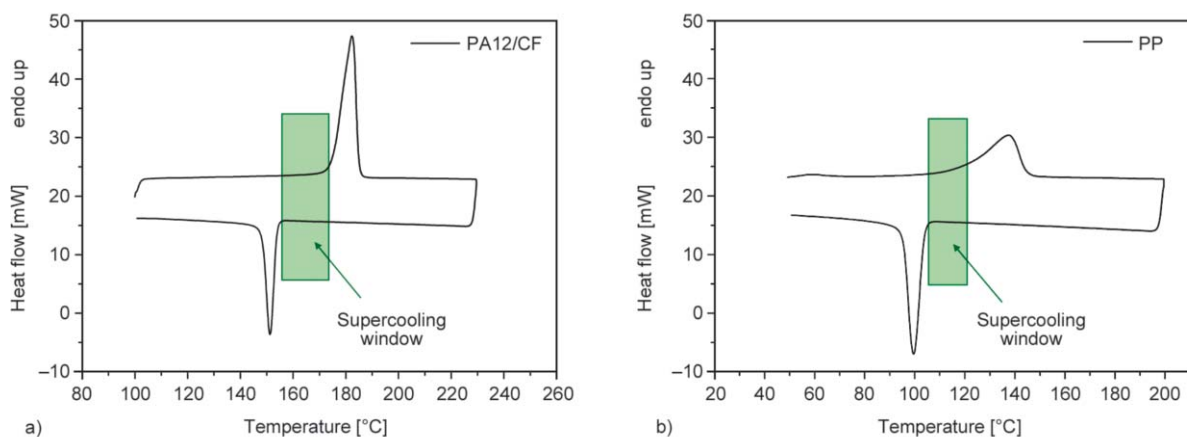 50
40
30
20
10
0
–10
Heat flow [mW]
endo up
PA12/CF
Supercooling
window
80 100 120 140 160 180 200 220 240 260
Temperature [°C]
a)
50
40
30
20
10
0
–10
Heat flow [mW]
endo up
PP
Supercooling
window
20 40 60 80 100 120 140 160 180 200
Temperature [°C]
b)